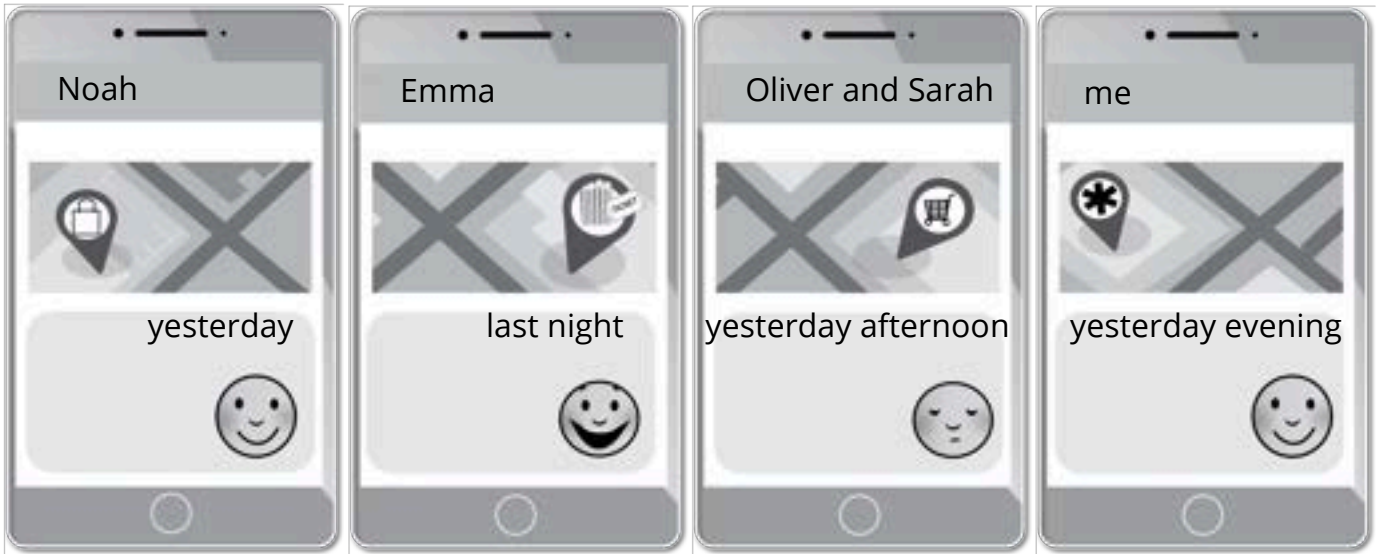 Noah
yesterday
Emma
last night
Oliver and Sarah
yesterday afternoon
me
yesterday evening